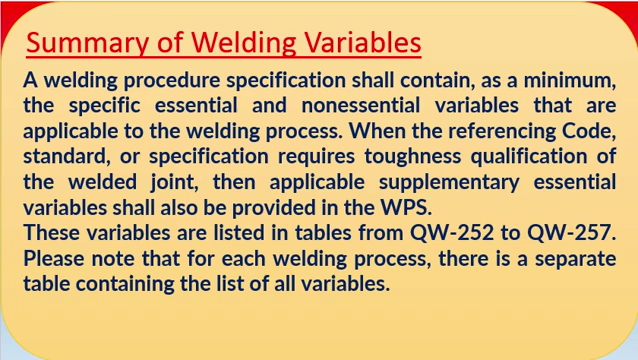 Summary of Welding Variables
A welding procedure specification shall contain, as a minimum,
the specific essential and nonessential variables that are
applicable to the welding process. When the referencing Code,
standard, or specification requires toughness qualification of
the welded joint, then applicable supplementary essential
variables shall also be provided in the WPS.
These variables are listed in tables from QW-252 to QW-257.
Please note that for each welding process, there is a separate
table containing the list of all variables.